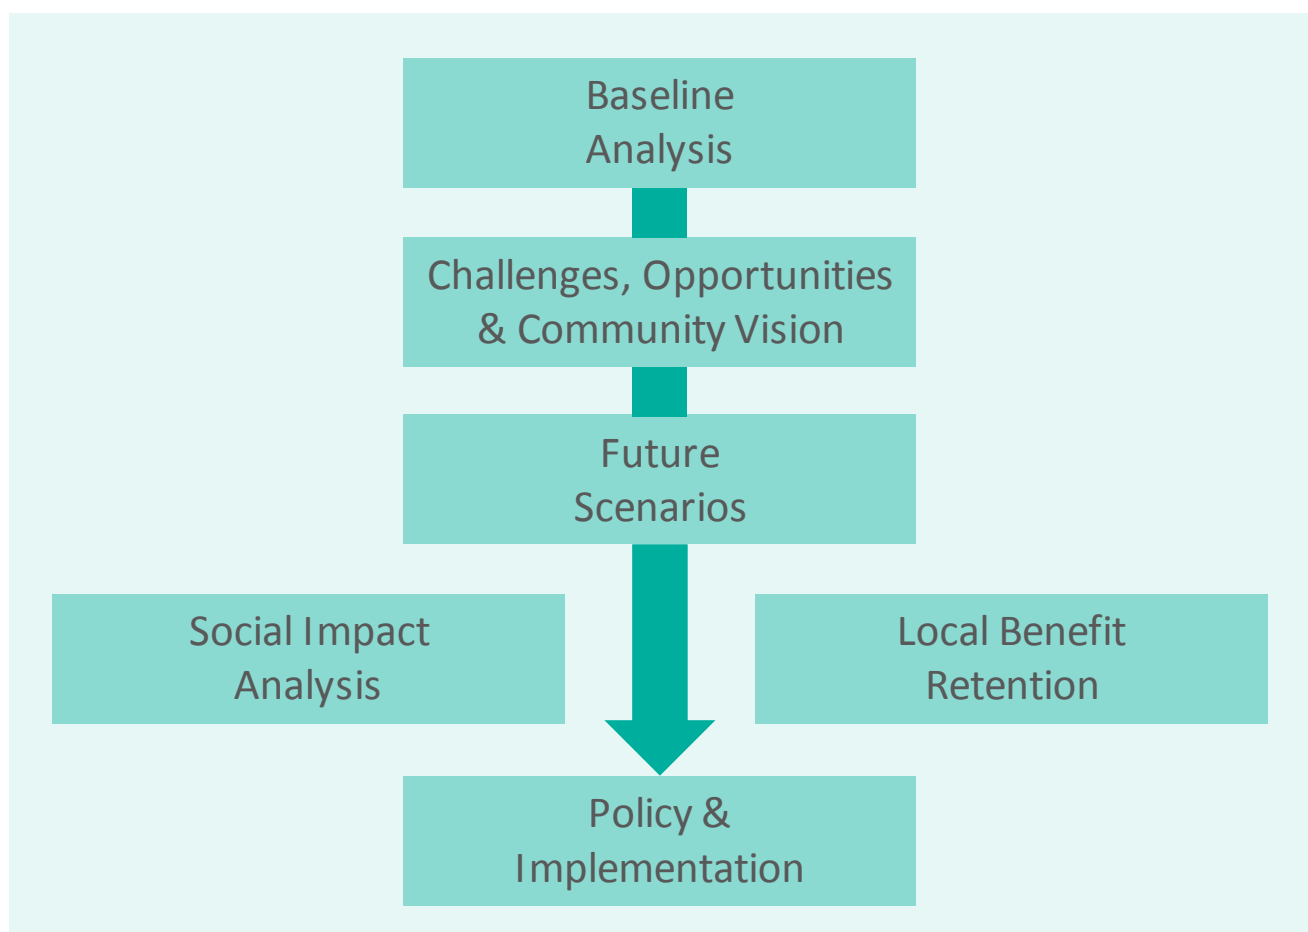 Baseline
Analysis
Challenges, Opportunities
& Community Vision
Future
Scenarios
Social Impact
Analysis
Local Benefit
Retention
Policy &
Implementation